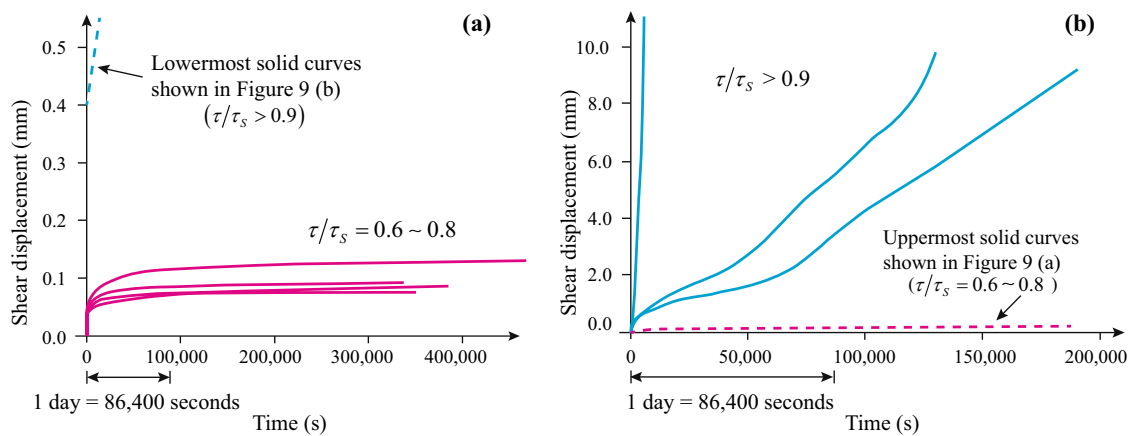 (a)
Shear displacement (mm)
0.5
0.4
0.3
0.2
0.1
0.0
Lowermost solid curves
shown in Figure 9 (b)
(τ/τ_S > 0.9)
τ/τ_S = 0.6 ~ 0.8
0 100,000 200,000 300,000 400,000
1 day = 86,400 seconds
Time (s)
(b)
Shear displacement (mm)
10.0
8.0
6.0
4.0
2.0
0.0
τ/τ_S > 0.9
Uppermost solid curves
shown in Figure 9 (a)
(τ/τ_S = 0.6 ~ 0.8 )
0 50,000 100,000 150,000 200,000
1 day = 86,400 seconds
Time (s)